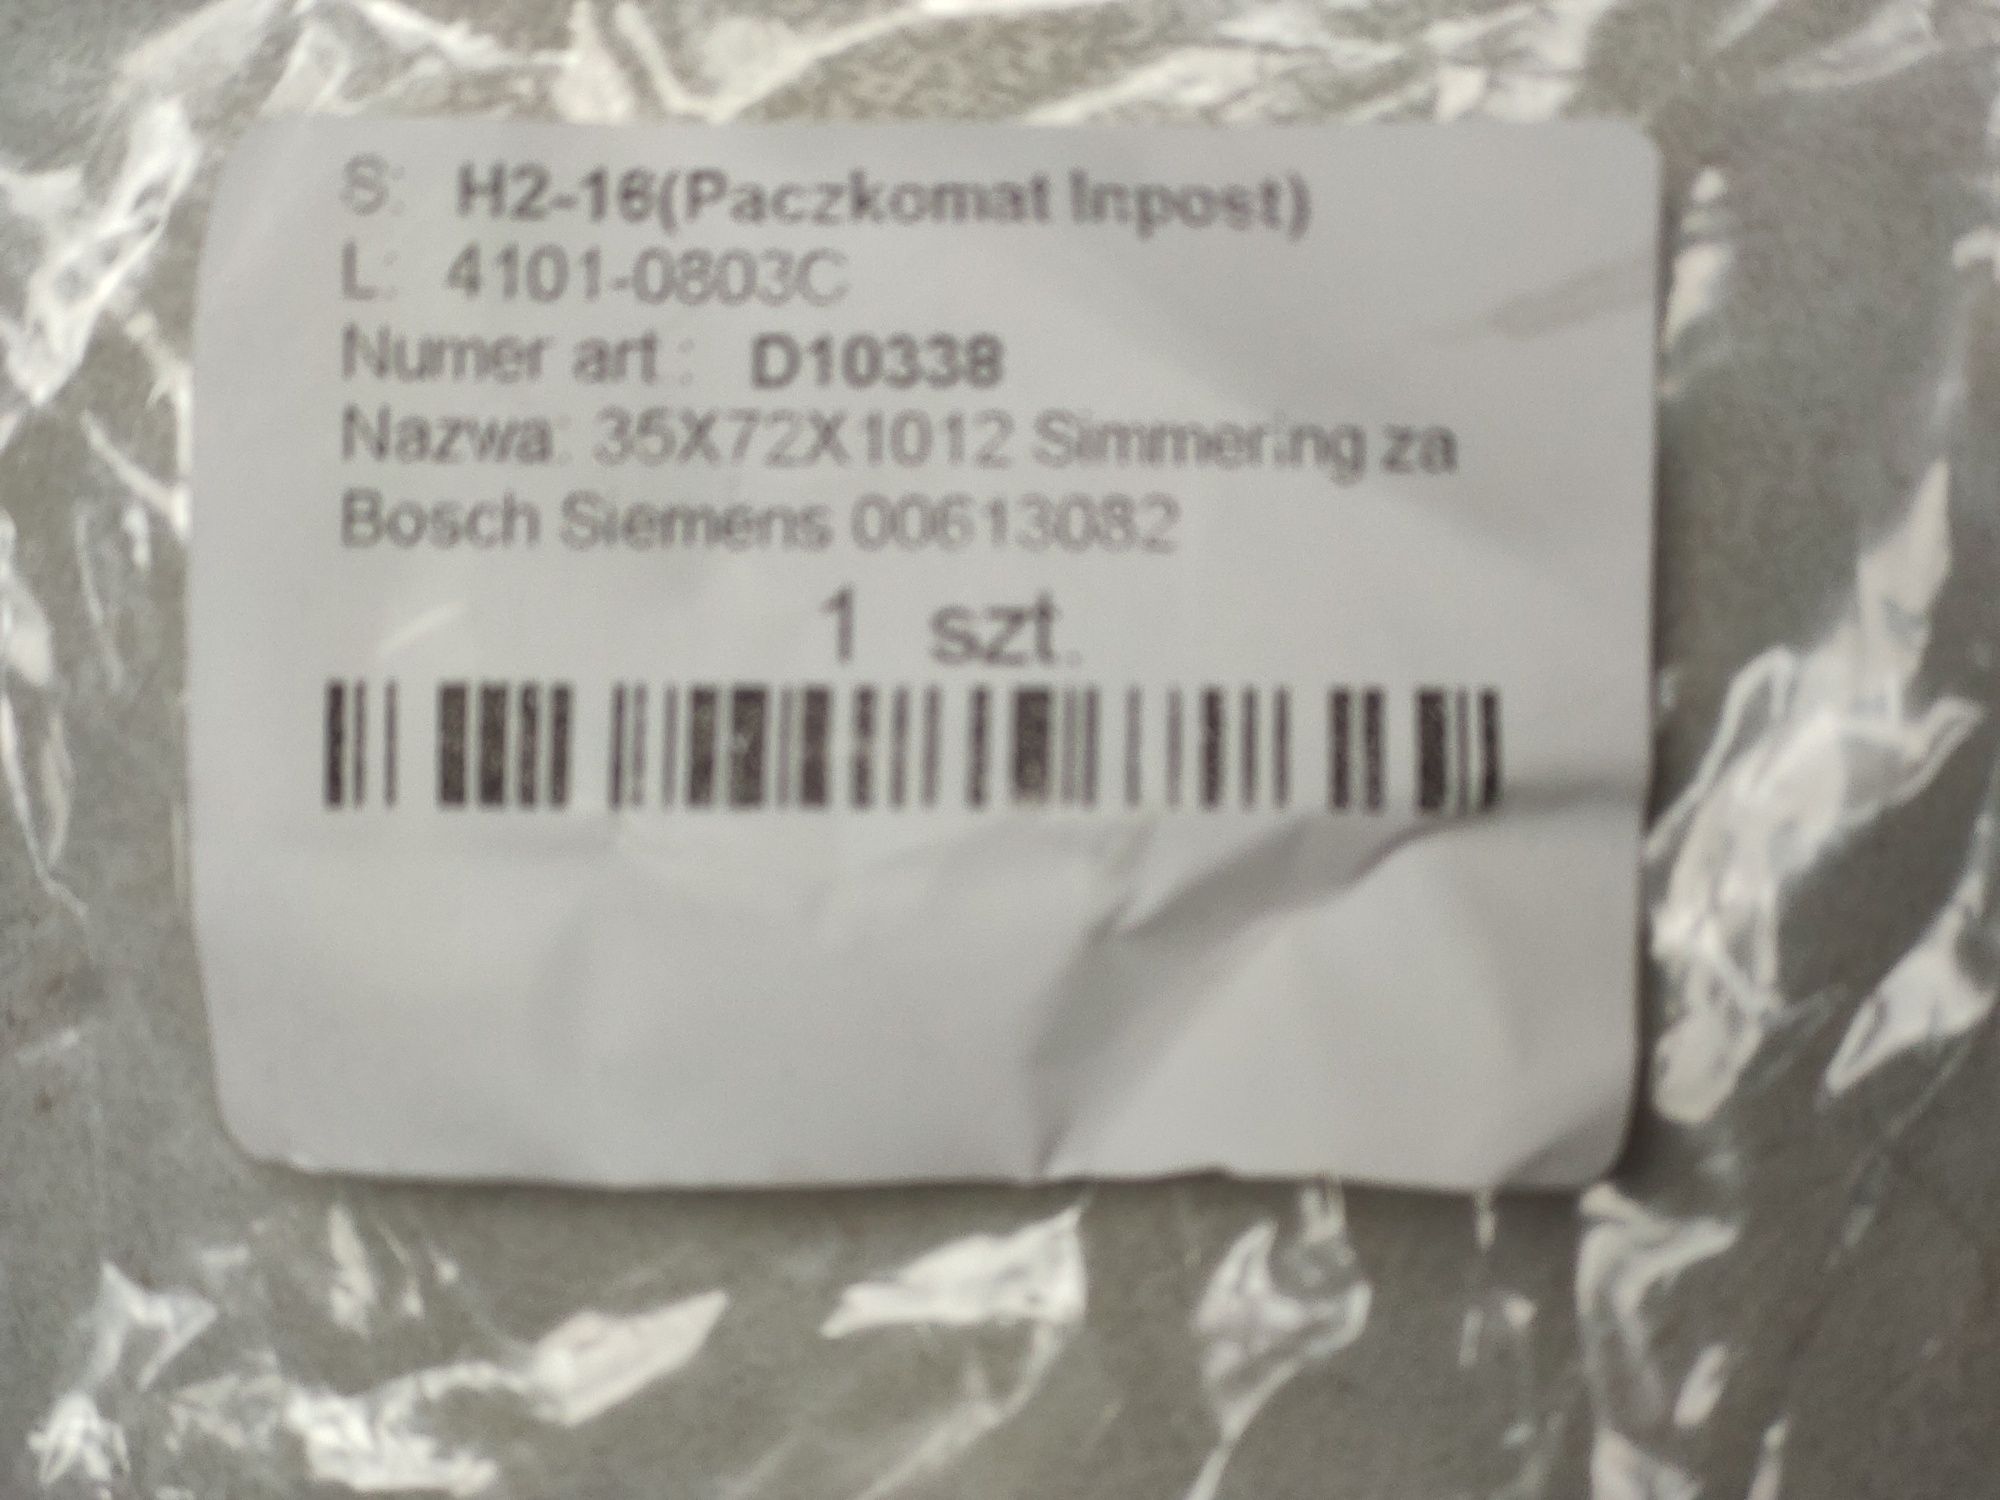 S: H2-16(Paczkomat Inpost)
L: 4101-0803C
Numer art.: D10338
Nazwa: 35X72X1012 Simmering za
Bosch Siemens 00613082
1 szt.